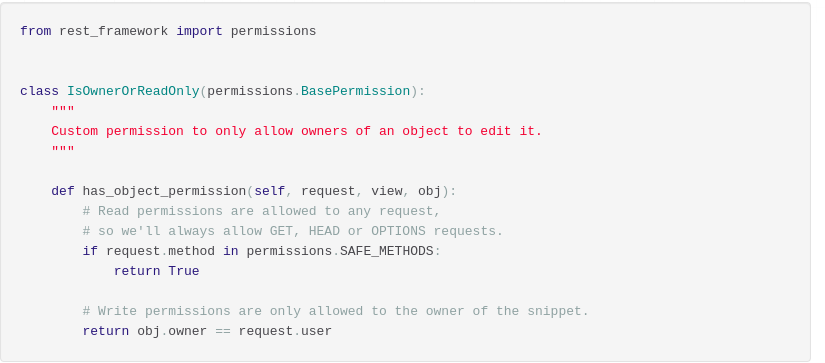 from rest_framework import permissions
class IsOwnerOrReadOnly(permissions.BasePermission):
    """
    Custom permission to only allow owners of an object to edit it.
    """
    def has_object_permission(self, request, view, obj):
        # Read permissions are allowed to any request,
        # so we'll always allow GET, HEAD or OPTIONS requests.
        if request.method in permissions.SAFE_METHODS:
            return True
        # Write permissions are only allowed to the owner of the snippet.
        return obj.owner == request.user